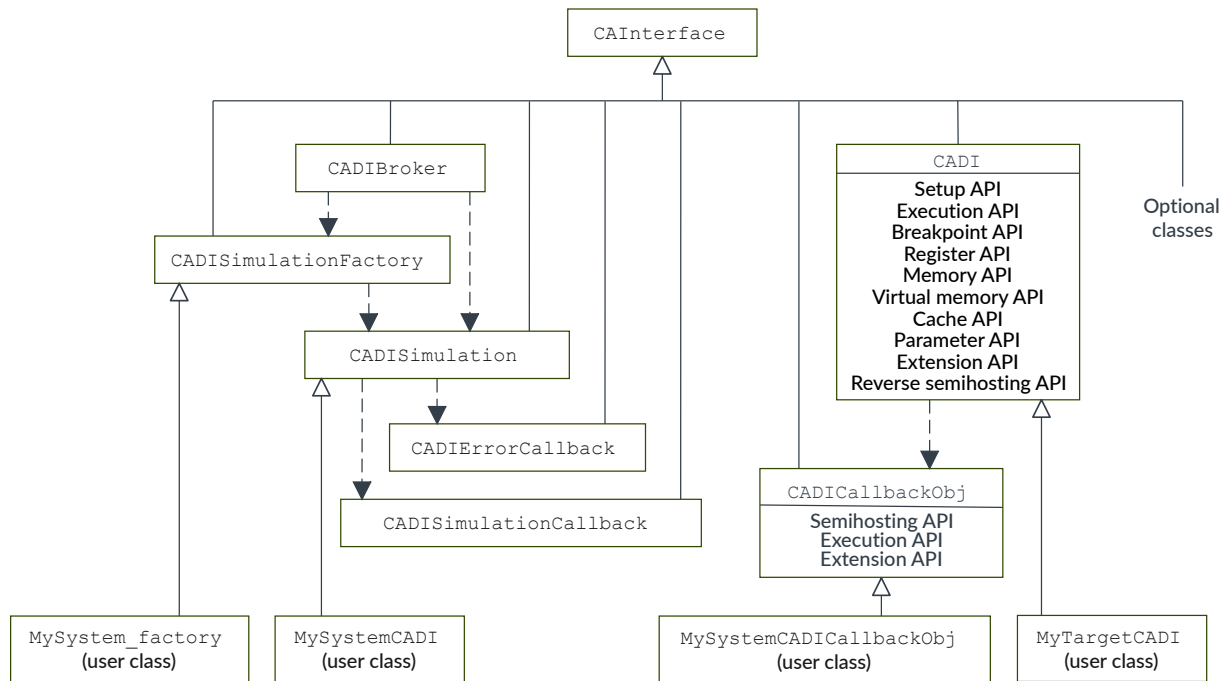 CAInterface
CADIBroker
CADI
Setup API
Execution API
Breakpoint API
Register API
Memory API
Virtual memory API
Cache API
Parameter API
Extension API
Reverse semihosting API
Optional
classes
CADISimulationFactory
CADISimulation
CADIErrorCallback
CADISimulationCallback
CADICallbackObj
Semihosting API
Execution API
Extension API
MySystem_factory
(user class)
MySystemCADI
(user class)
MySystemCADICallbackObj
(user class)
MyTargetCADI
(user class)